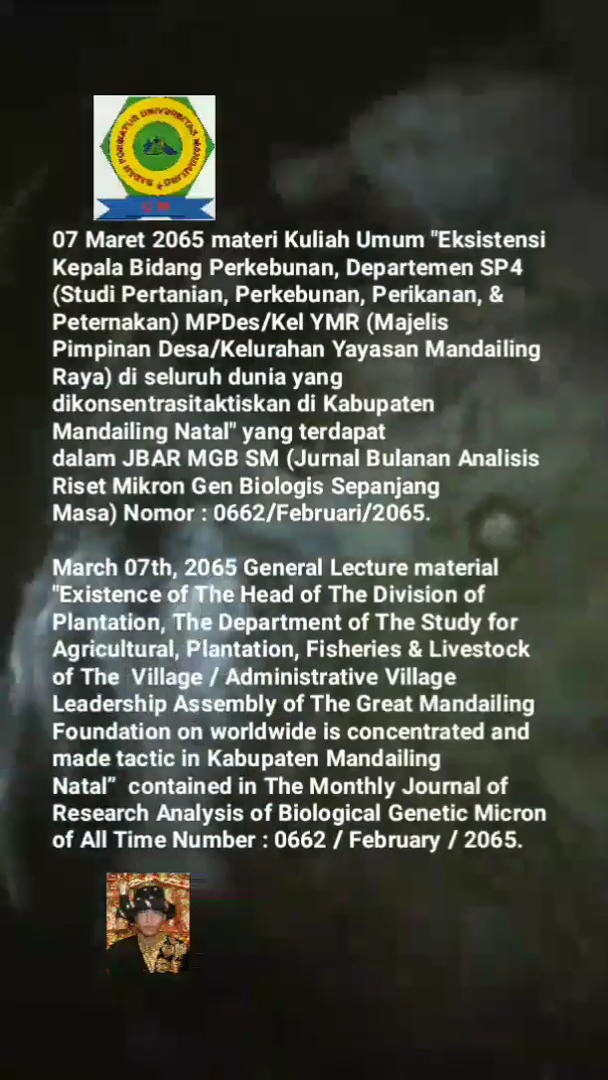 BADAN FORMATUR UNIVERSITAS MANDAILING
U M
07 Maret 2065 materi Kuliah Umum "Eksistensi
Kepala Bidang Perkebunan, Departemen SP4
(Studi Pertanian, Perkebunan, Perikanan, &
Peternakan) MPDes/Kel YMR (Majelis
Pimpinan Desa/Kelurahan Yayasan Mandailing
Raya) di seluruh dunia yang
dikonsentrasitaktiskan di Kabupaten
Mandailing Natal" yang terdapat
dalam JBAR MGB SM (Jurnal Bulanan Analisis
Riset Mikron Gen Biologis Sepanjang
Masa) Nomor : 0662/Februari/2065.
March 07th, 2065 General Lecture material
"Existence of The Head of The Division of
Plantation, The Department of The Study for
Agricultural, Plantation, Fisheries & Livestock
of The Village / Administrative Village
Leadership Assembly of The Great Mandailing
Foundation on worldwide is concentrated and
made tactic in Kabupaten Mandailing
Natal” contained in The Monthly Journal of
Research Analysis of Biological Genetic Micron
of All Time Number : 0662 / February / 2065.